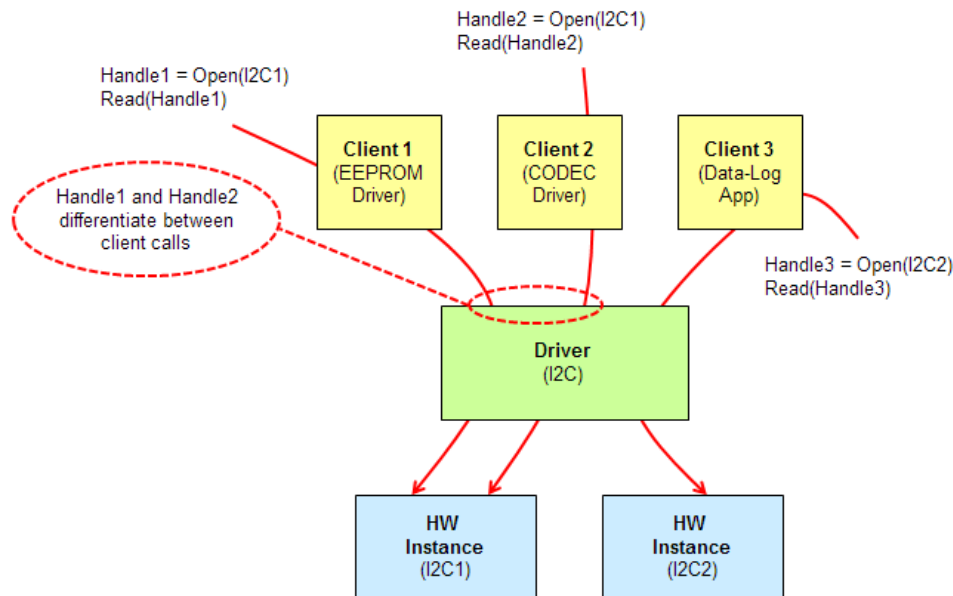 Handle2 = Open(I2C1)
Read(Handle2)
Handle1 = Open(I2C1)
Read(Handle1)
Client 1
(EEPROM
Driver)
Client 2
(CODEC
Driver)
Client 3
(Data-Log
App)
Handle1 and Handle2
differentiate between
client calls
Handle3 = Open(I2C2)
Read(Handle3)
Driver
(I2C)
HW
Instance
(I2C1)
HW
Instance
(I2C2)